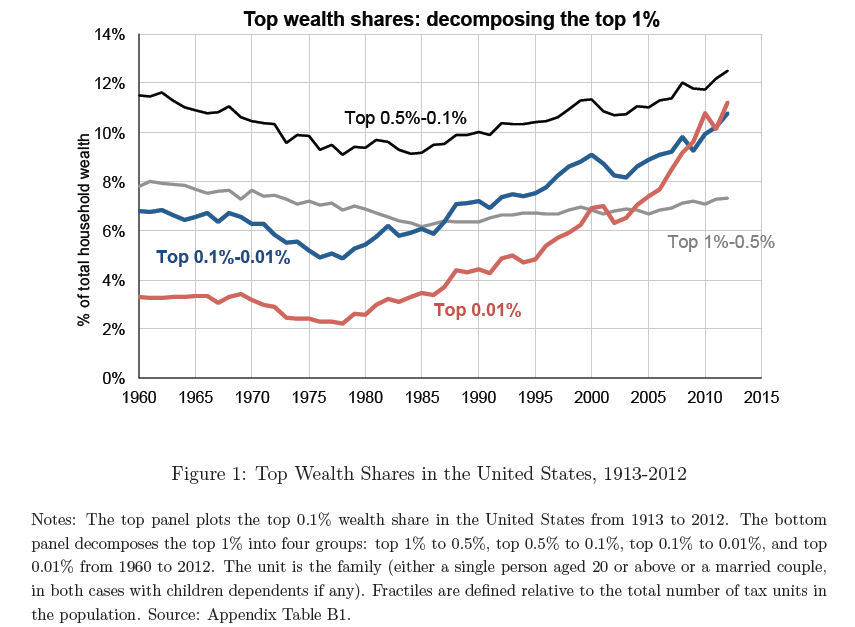 Top wealth shares: decomposing the top 1%
14%
12%
10%
8%
6%
4%
2%
0%
% of total household wealth
Top 0.5%-0.1%
Top 1%-0.5%
Top 0.1%-0.01%
Top 0.01%
1960 1965 1970 1975 1980 1985 1990 1995 2000 2005 2010 2015
Figure 1: Top Wealth Shares in the United States, 1913-2012
Notes: The top panel plots the top 0.1% wealth share in the United States from 1913 to 2012. The bottom
panel decomposes the top 1% into four groups: top 1% to 0.5%, top 0.5% to 0.1%, top 0.1% to 0.01%, and top
0.01% from 1960 to 2012. The unit is the family (either a single person aged 20 or above or a married couple,
in both cases with children dependents if any). Fractiles are defined relative to the total number of tax units in
the population. Source: Appendix Table B1.